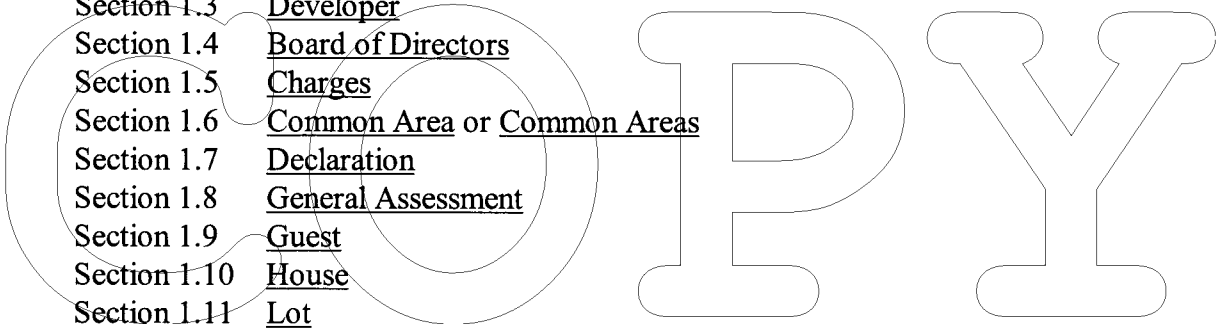 Section 1.3 Developer
Section 1.4 Board of Directors
Section 1.5 Charges
Section 1.6 Common Area or Common Areas
Section 1.7 Declaration
Section 1.8 General Assessment
Section 1.9 Guest
Section 1.10 House
Section 1.11 Lot
COPY